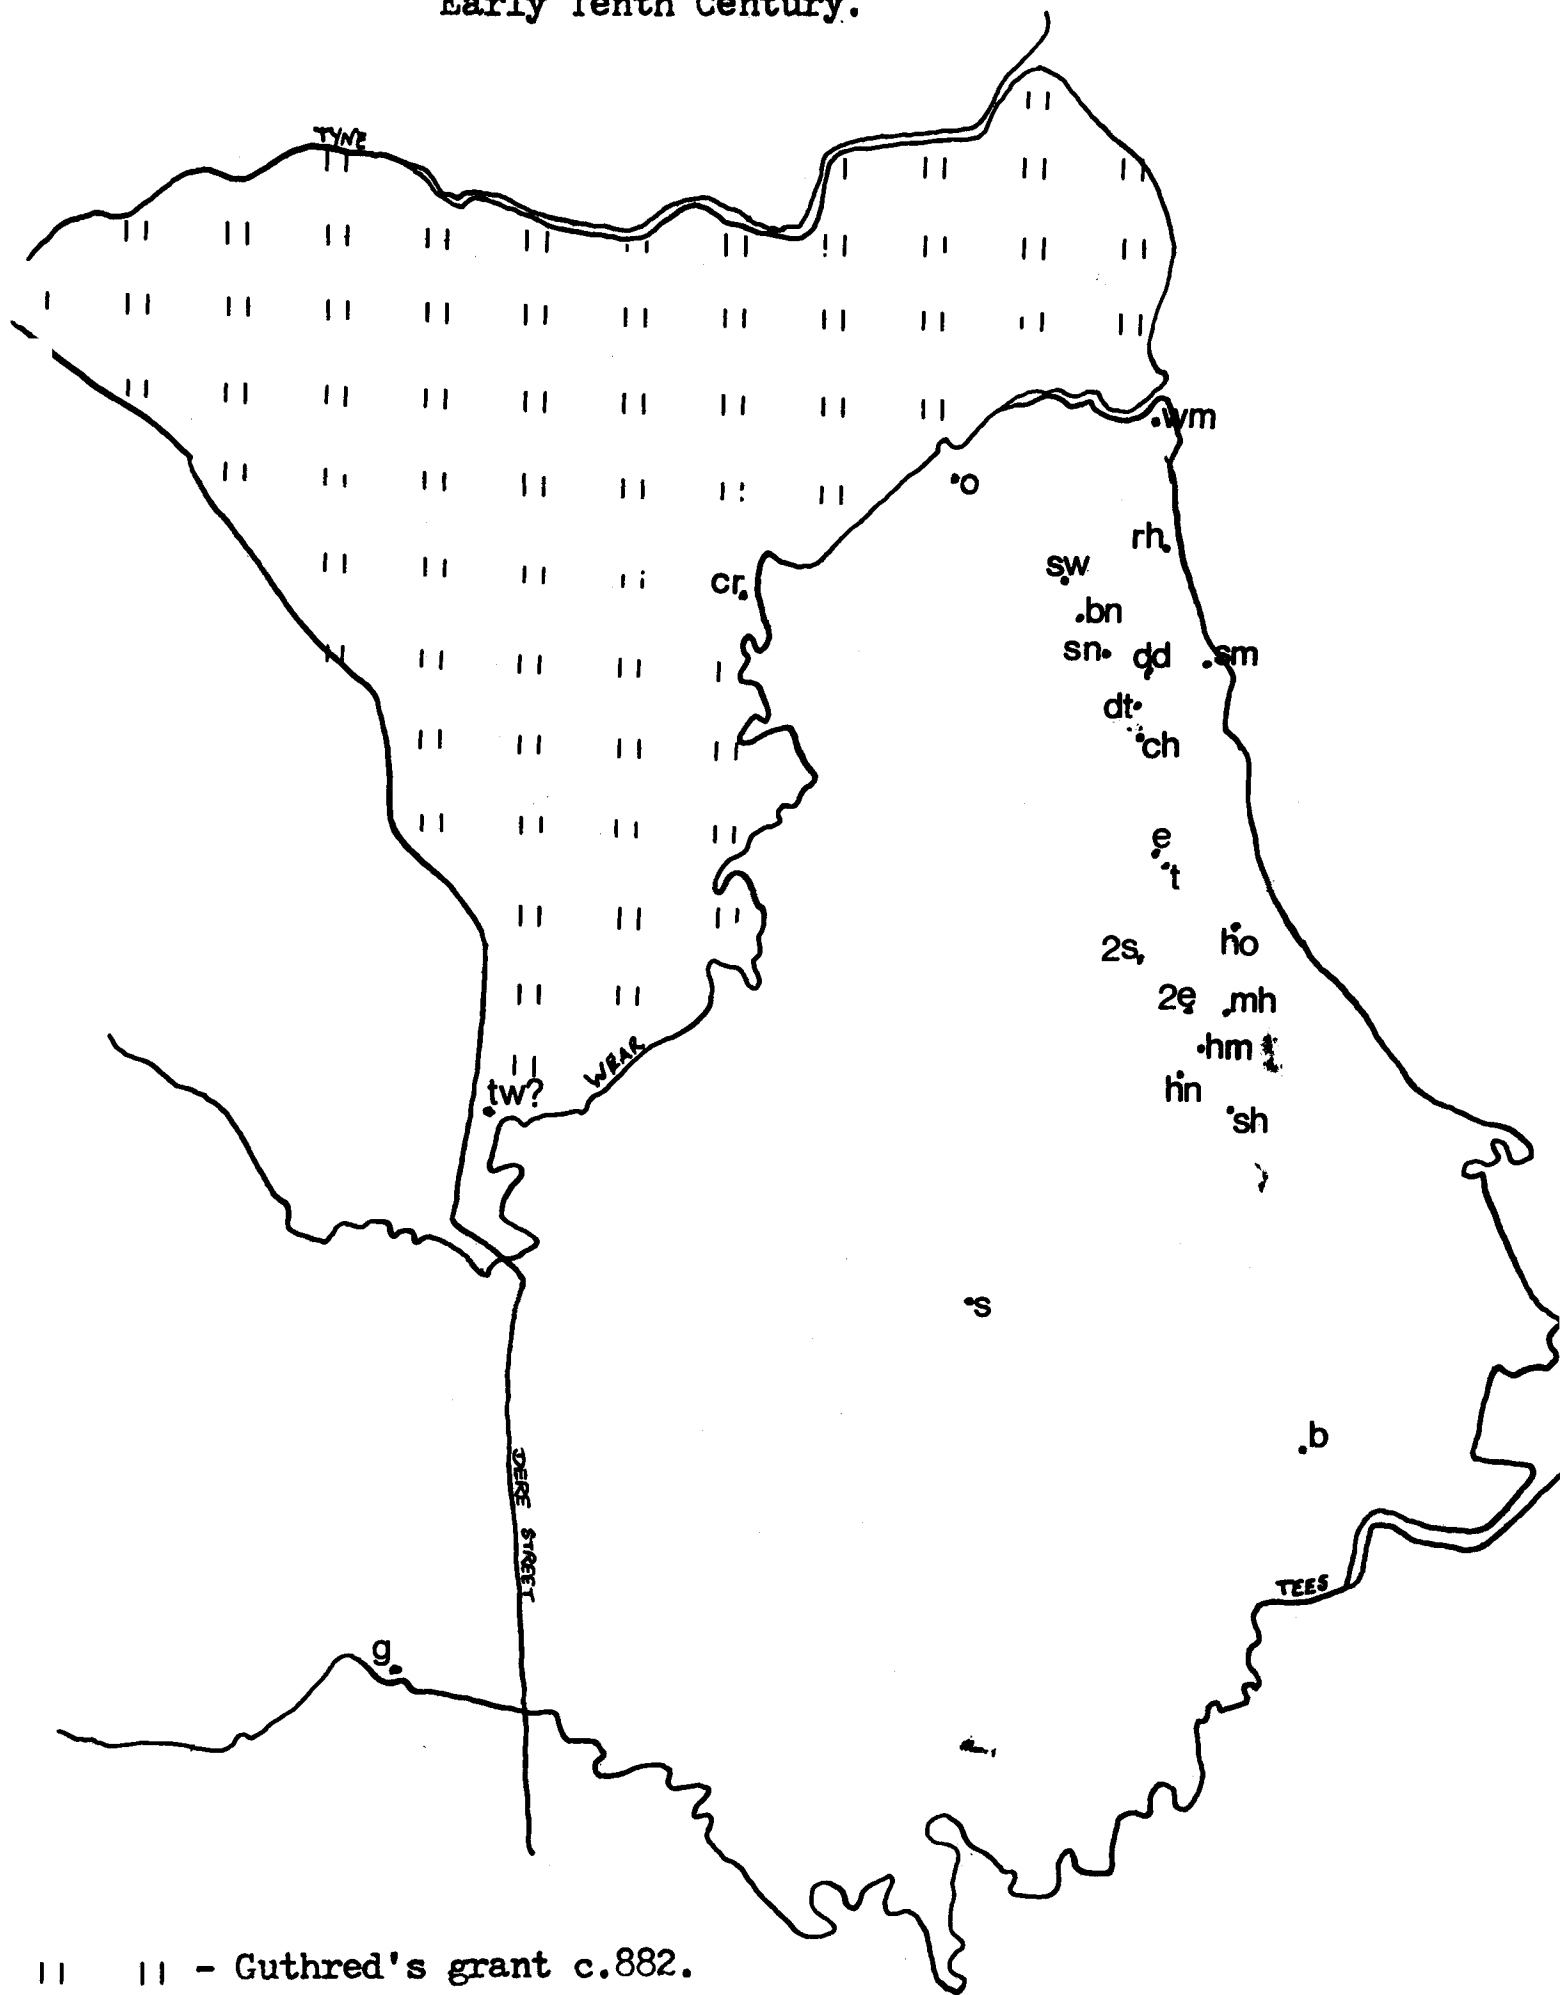 Early Tenth Century.
TYNE
wm
o
rh
sw
cr
bn
sn
dd
sm
dt
ch
e
t
2s
ho
2e
mh
hm
WEAR
hn
tw?
sh
s
b
DERE STREET
TEES
g
- Guthred's grant c.882.